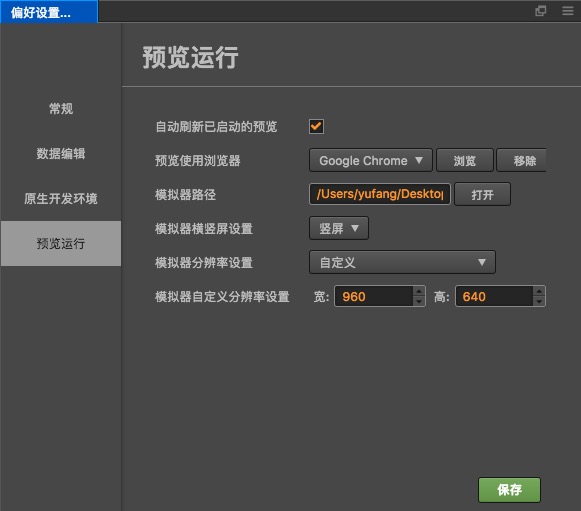 偏好设置...
预览运行
常规
数据编辑
原生开发环境
预览运行
自动刷新已启动的预览
预览使用浏览器 Google Chrome 浏览 移除
模拟器路径 /Users/yufang/Desktop 打开
模拟器横竖屏设置 竖屏
模拟器分辨率设置 自定义
模拟器自定义分辨率设置 宽: 960 高: 640
保存